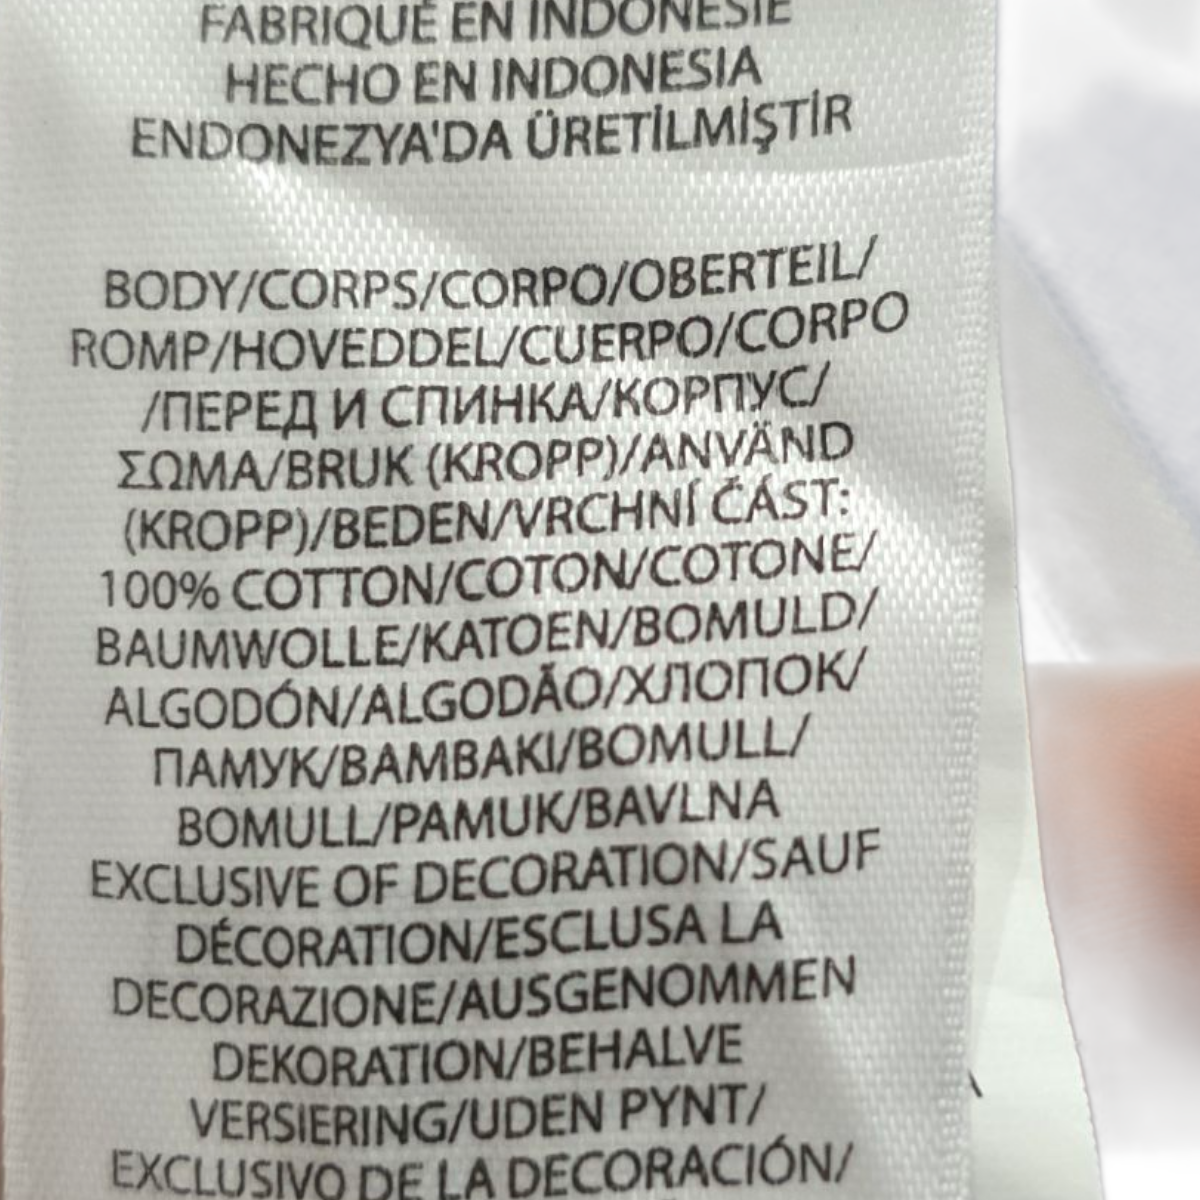 FABRIQUÉ EN INDONÉSIE
HECHO EN INDONESIA
ENDONEZYA'DA ÜRETİLMİŞTİR
BODY/CORPS/CORPO/OBERTEIL/
ROMP/HOVEDDEL/CUERPO/CORPO
/ПЕРЕД И СПИНКА/КОРПУС/
ΣΩΜΑ/BRUK (KROPP)/ANVÄND
(KROPP)/BEDEN/VRCHNÍ ČÁST:
100% COTTON/COTON/COTONE/
BAUMWOLLE/KATOEN/BOMULD/
ALGODÓN/ALGODÃO/ХЛОПОК/
ПАМУК/ΒΑΜΒΑΚΙ/BOMULL/
BOMULL/PAMUK/BAVLNA
EXCLUSIVE OF DECORATION/SAUF
DÉCORATION/ESCLUSA LA
DECORAZIONE/AUSGENOMMEN
DEKORATION/BEHALVE
VERSIERING/UDEN PYNT/
EXCLUSIVO DE LA DECORACIÓN/